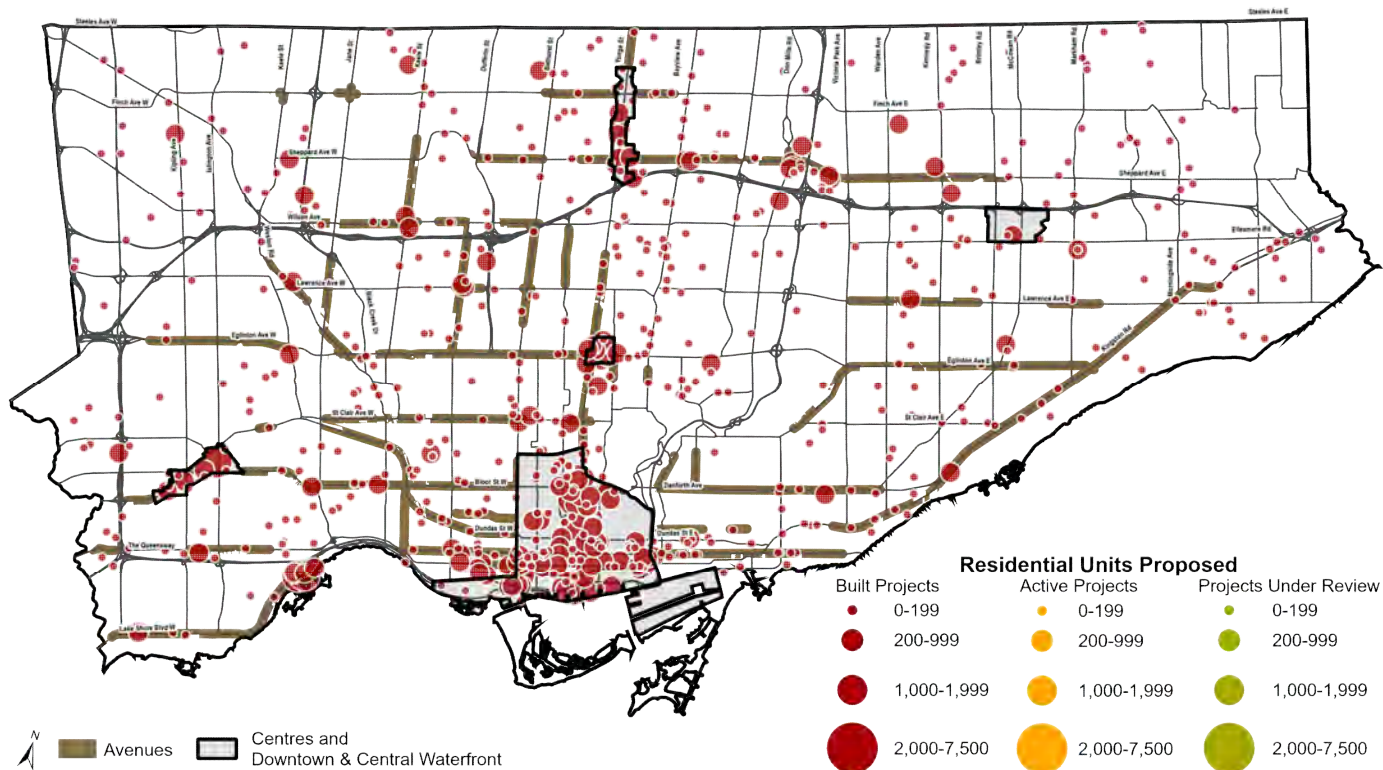 Steeles Ave W
Steeles Ave E
Keele St
Jane St
Keele St
Dufferin St
Bathurst St
Yonge St
Bayview Ave
Don Mills Rd
Victoria Park Ave
Warden Ave
Kennedy Rd
Brimley Rd
McCowan Rd
Markham Rd
Finch Ave W
Finch Ave E
Kipling Ave
Islington Ave
Sheppard Ave W
Sheppard Ave E
Wilson Ave
Weston Rd
Ellesmere Rd
Morningside Ave
Lawrence Ave W
Black Creek Dr
Lawrence Ave E
Kingston Rd
Eglinton Ave W
Eglinton Ave E
St Clair Ave W
St Clair Ave E
Bloor St W
Danforth Ave
Dundas St W
Dundas St E
The Queensway
Lake Shore Blvd W
Residential Units Proposed
Built Projects Active Projects Projects Under Review
0-199 0-199 0-199
200-999 200-999 200-999
1,000-1,999 1,000-1,999 1,000-1,999
2,000-7,500 2,000-7,500 2,000-7,500
N
Avenues
Centres and
Downtown & Central Waterfront